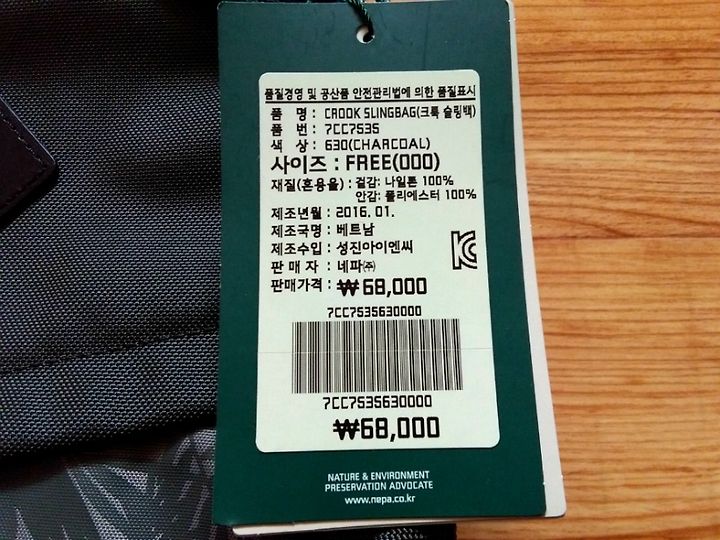 품질경영 및 공산품 안전관리법에 의한 품질표시
품 명 : CROOK SLINGBAG(크룩 슬링백)
품 번 : 7CC7535
색 상 : 630(CHARCOAL)
사이즈 : FREE(000)
재질(혼용율) : 겉감: 나일론 100%
안감: 폴리에스터 100%
제조년월 : 2016. 01.
제조국명 : 베트남
제조수입 : 성진아이엔씨
판 매 자 : 네파㈜
판매가격 : ₩68,000
7CC7535630000
7CC7535630000
₩68,000
NATURE & ENVIRONMENT
PRESERVATION ADVOCATE
www.nepa.co.kr